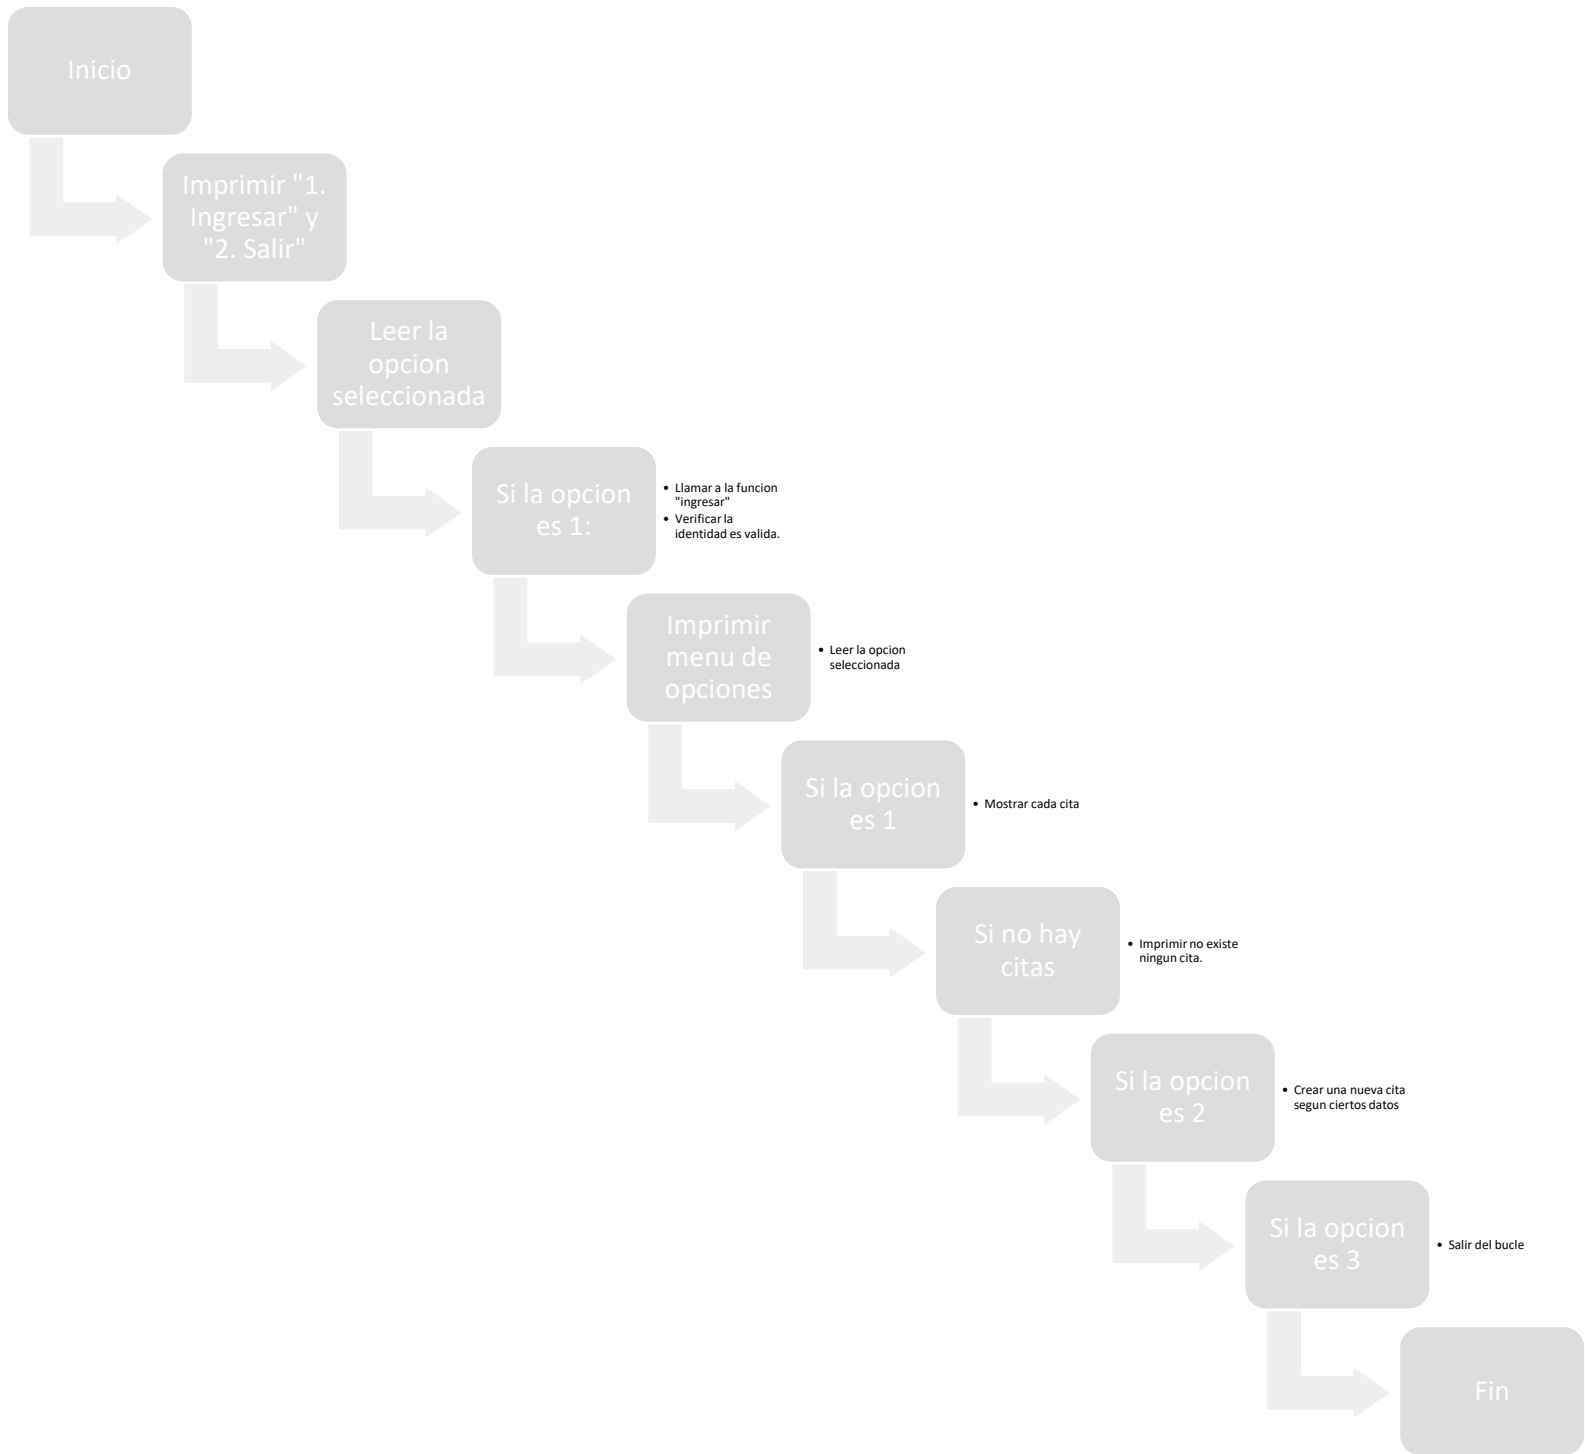 Inicio
Imprimir "1.
Ingresar" y
"2. Salir"
Leer la
opcion
seleccionada
Si la opcion
es 1:
• Llamar a la funcion
"ingresar"
• Verificar la
identidad es valida.
Imprimir
menu de
opciones
• Leer la opcion
seleccionada
Si la opcion
es 1
• Mostrar cada cita
Si no hay
citas
• Imprimir no existe
ningun cita.
Si la opcion
es 2
• Crear una nueva cita
segun ciertos datos
Si la opcion
es 3
• Salir del bucle
Fin